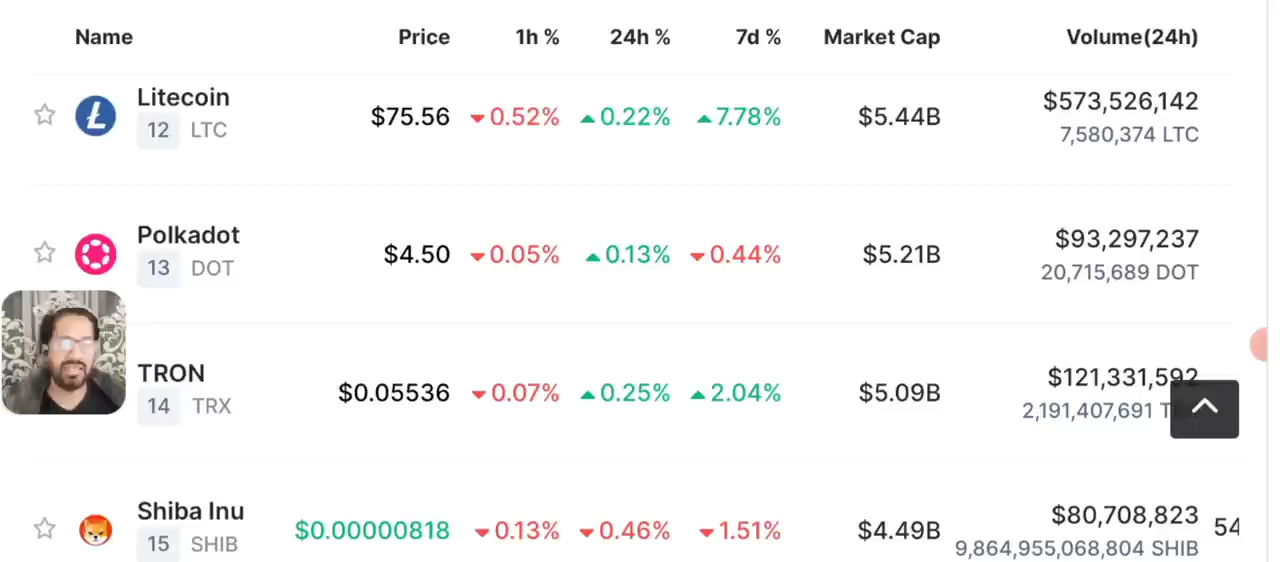 Name Price 1h % 24h % 7d % Market Cap Volume(24h)
Litecoin
12 LTC
$75.56 0.52% 0.22% 7.78% $5.44B $573,526,142
7,580,374 LTC
Polkadot
13 DOT
$4.50 0.05% 0.13% 0.44% $5.21B $93,297,237
20,715,689 DOT
TRON
14 TRX
$0.05536 0.07% 0.25% 2.04% $5.09B $121,331,592
2,191,407,691
Shiba Inu
15 SHIB
$0.00000818 0.13% 0.46% 1.51% $4.49B $80,708,823
9,864,955,068,804 SHIB
54